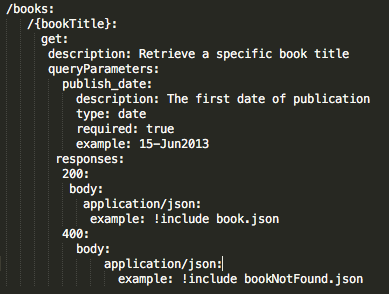 /books:
/{bookTitle}:
get:
description: Retrieve a specific book title
queryParameters:
publish_date:
description: The first date of publication
type: date
required: true
example: 15-Jun2013
responses:
200:
body:
application/json:
example: !include book.json
400:
body:
application/json:
example: !include bookNotFound.json